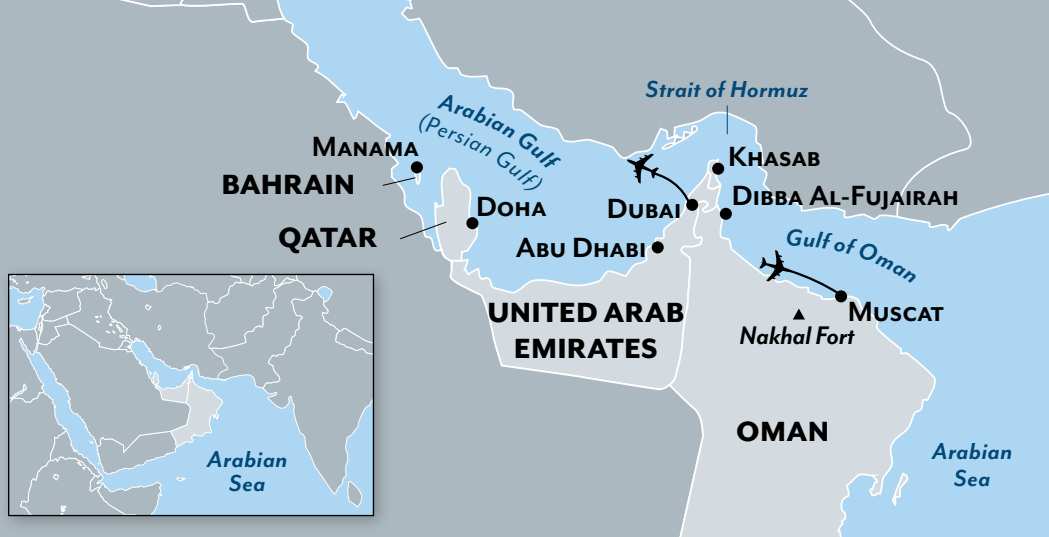 Strait of Hormuz
Arabian Gulf
(Persian Gulf)
Manama
Khasab
BAHRAIN
Dibba Al-Fujairah
Doha
Dubai
QATAR
Abu Dhabi
Gulf of Oman
UNITED ARAB
EMIRATES
Muscat
Nakhal Fort
OMAN
Arabian
Sea
Arabian
Sea